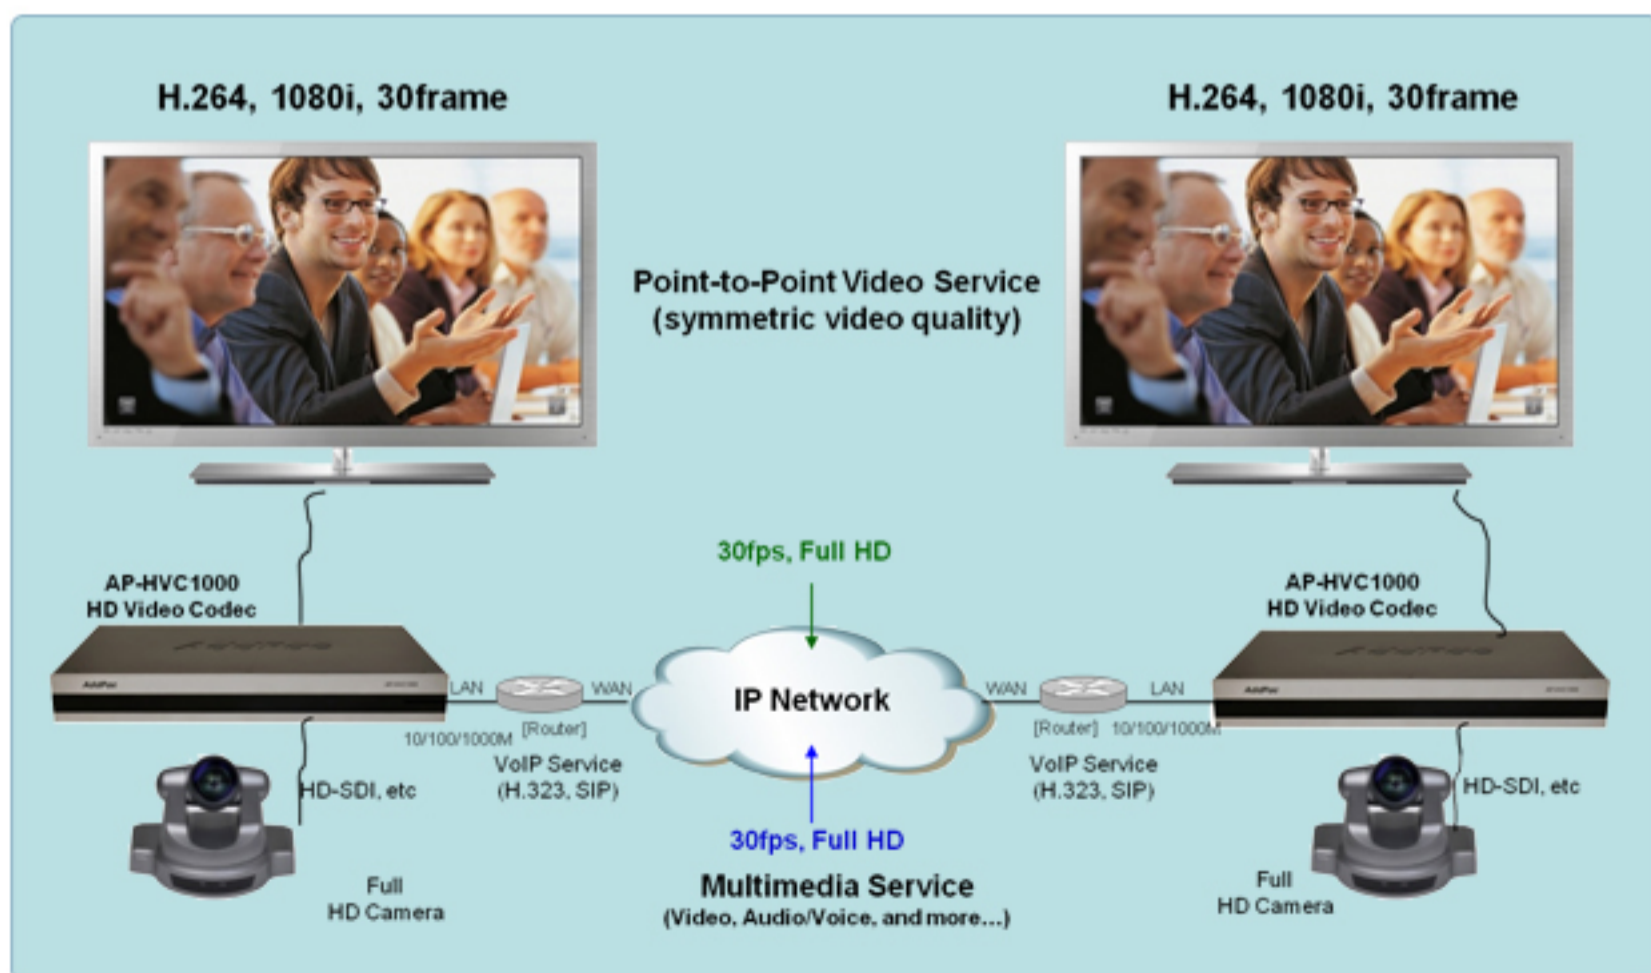 H.264, 1080i, 30frame
H.264, 1080i, 30frame
Point-to-Point Video Service
(symmetric video quality)
30fps, Full HD
AP-HVC1000
HD Video Codec
AP-HVC1000
HD Video Codec
AddPac
AddPac
LAN
WAN
IP Network
WAN
LAN
10/100/1000M
[Router]
VoIP Service
(H.323, SIP)
[Router]
10/100/1000M
VoIP Service
(H.323, SIP)
HD-SDI, etc
HD-SDI, etc
30fps, Full HD
Multimedia Service
(Video, Audio/Voice, and more...)
Full
HD Camera
Full
HD Camera